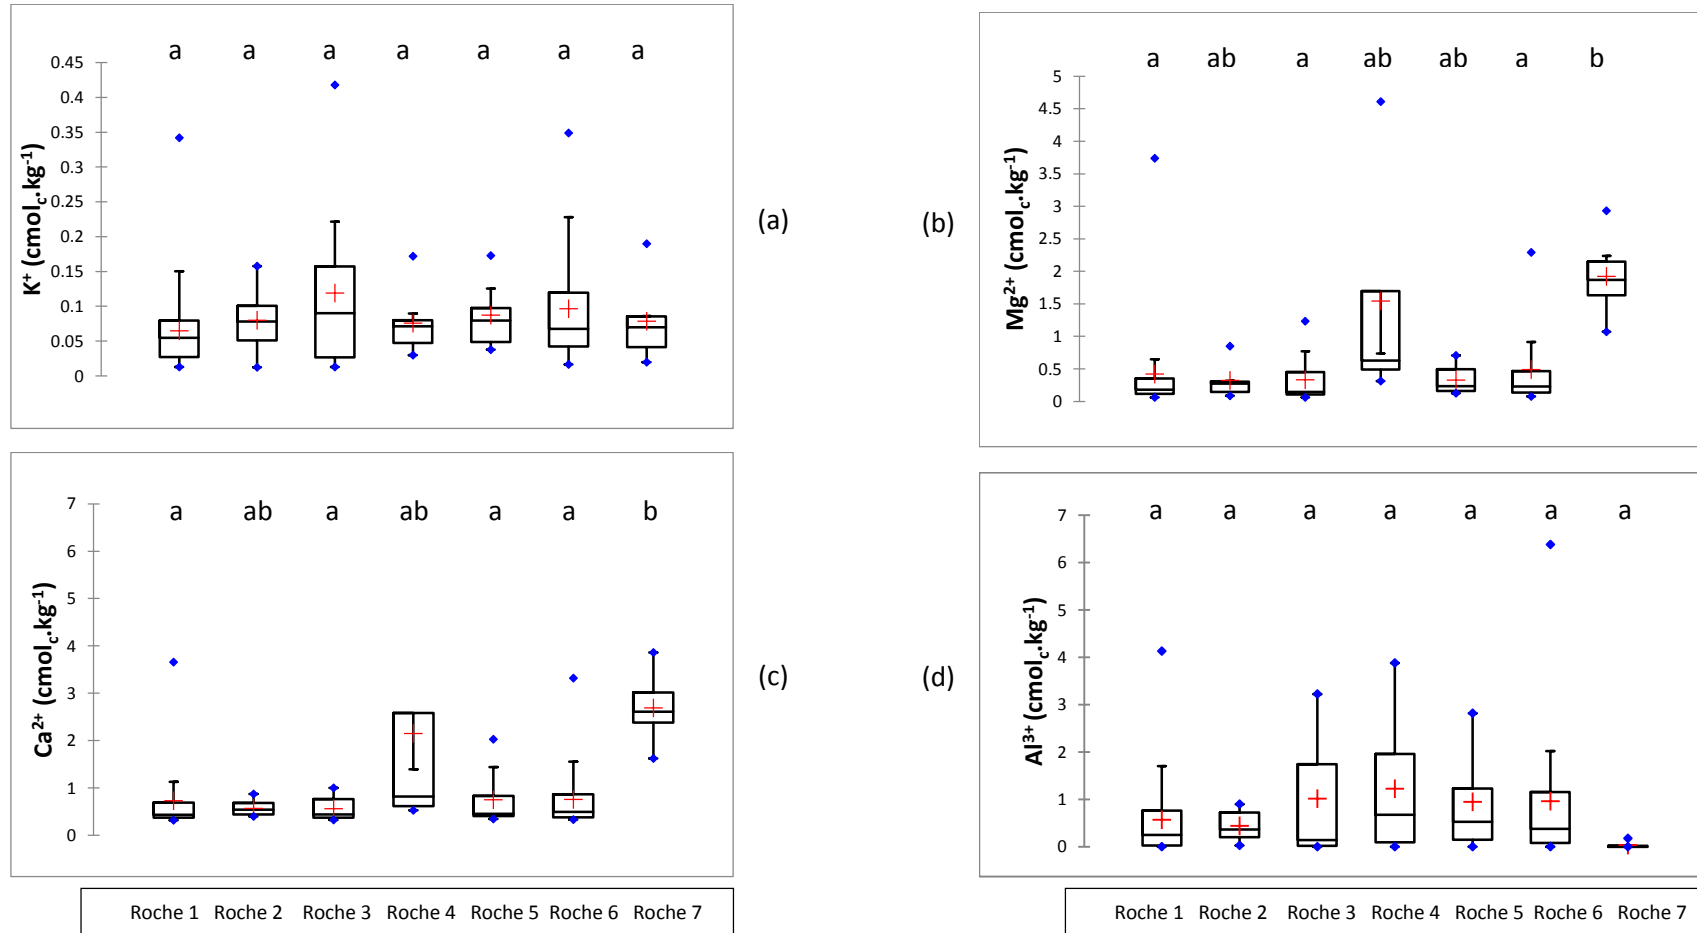 a a a a a a a
0.45
0.4
0.35
0.3
0.25
0.2
0.15
0.1
0.05
0
K⁺ (cmol_c.kg⁻¹)
(a)
(b)
a ab a ab ab a b
5
4.5
4
3.5
3
2.5
2
1.5
1
0.5
0
Mg²⁺ (cmol_c.kg⁻¹)
a ab a ab a a b
7
6
5
4
3
2
1
0
Ca²⁺ (cmol_c.kg⁻¹)
(c)
(d)
a a a a a a a
7
6
5
4
3
2
1
0
Al³⁺ (cmol_c.kg⁻¹)
Roche 1 Roche 2 Roche 3 Roche 4 Roche 5 Roche 6 Roche 7
Roche 1 Roche 2 Roche 3 Roche 4 Roche 5 Roche 6 Roche 7